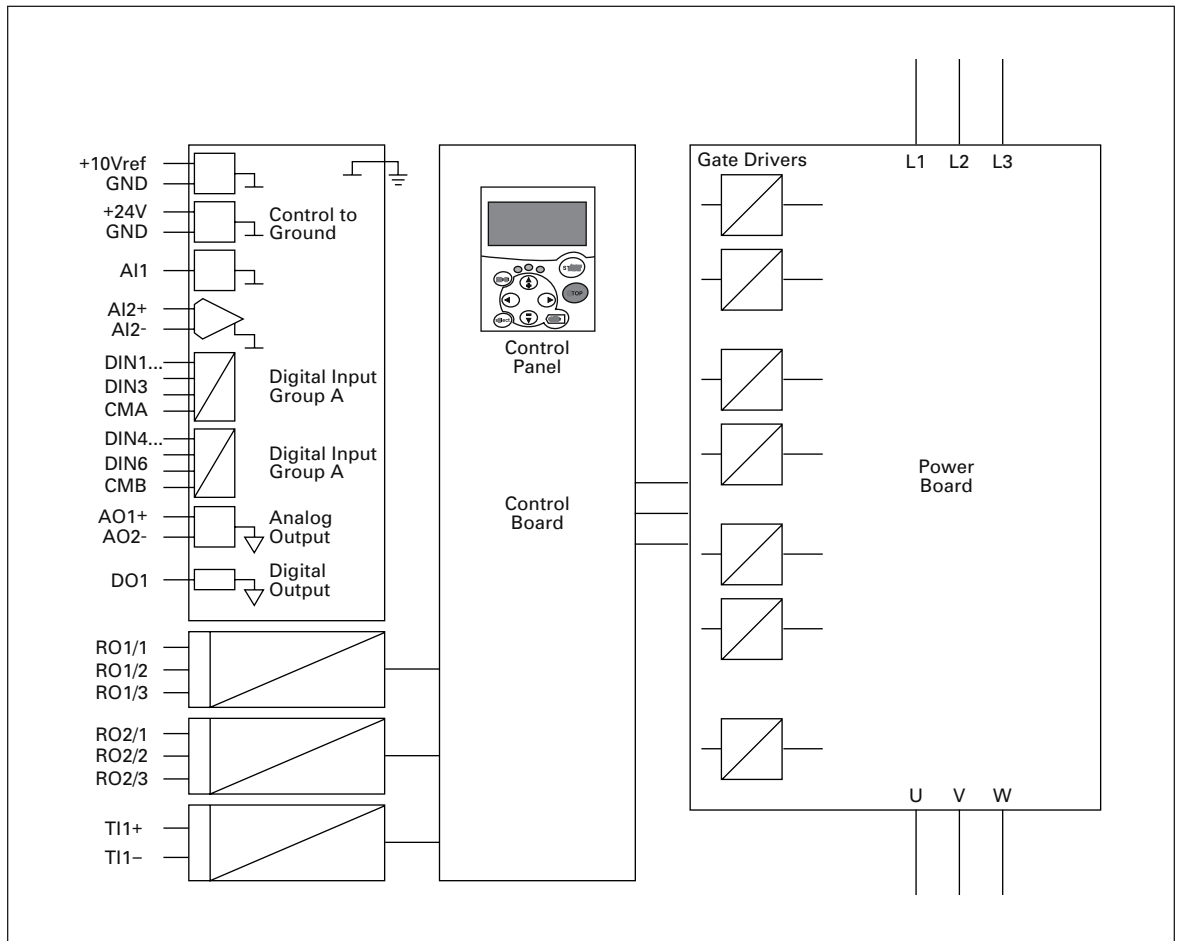 +10Vref
GND
+24V
GND
Control to
Ground
AI1
AI2+
AI2-
DIN1...
DIN3
CMA
Digital Input
Group A
DIN4...
DIN6
CMB
Digital Input
Group A
AO1+
AO2-
Analog
Output
DO1
Digital
Output
RO1/1
RO1/2
RO1/3
RO2/1
RO2/2
RO2/3
TI1+
TI1–
select
STOP
Control
Panel
Control
Board
Gate Drivers
L1 L2 L3
Power
Board
U V W